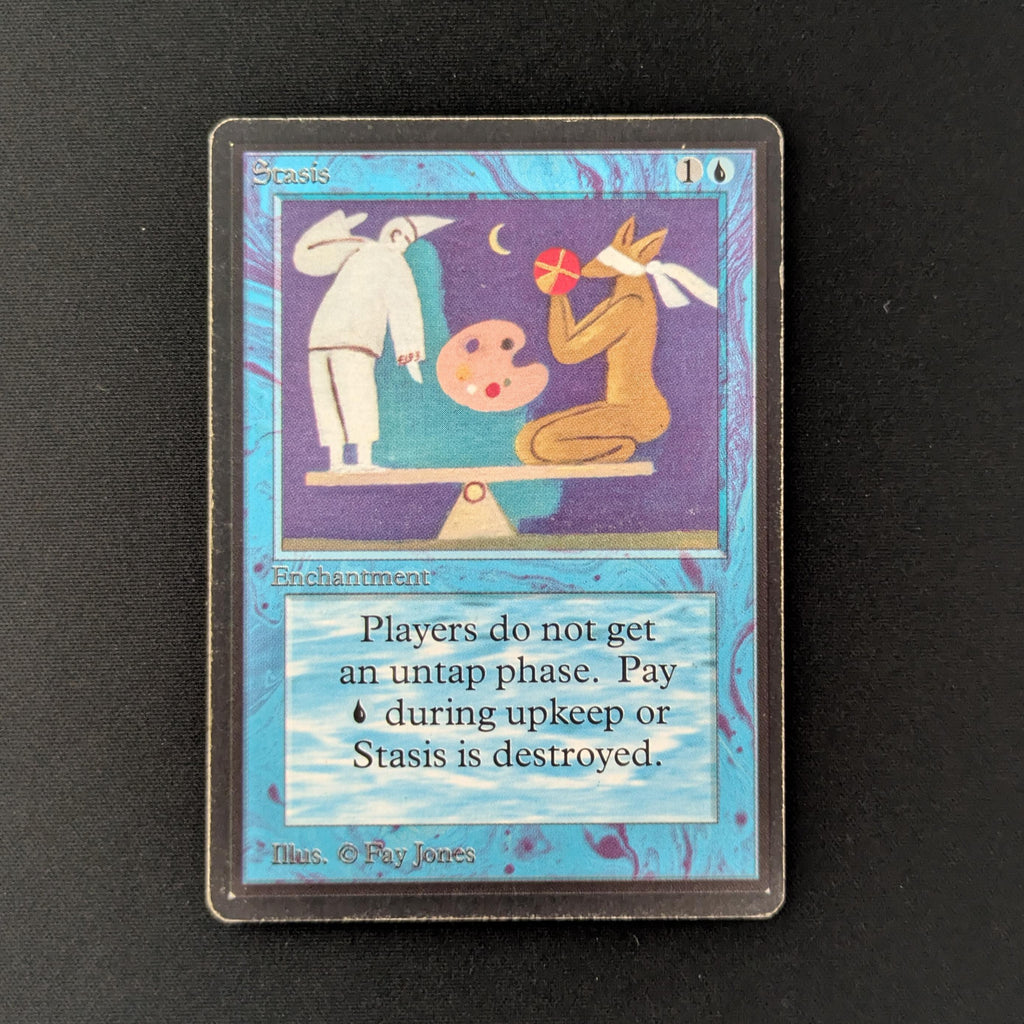 Stasis 1
Enchantment
Players do not get
an untap phase. Pay
during upkeep or
Stasis is destroyed.
Illus. © Fay Jones